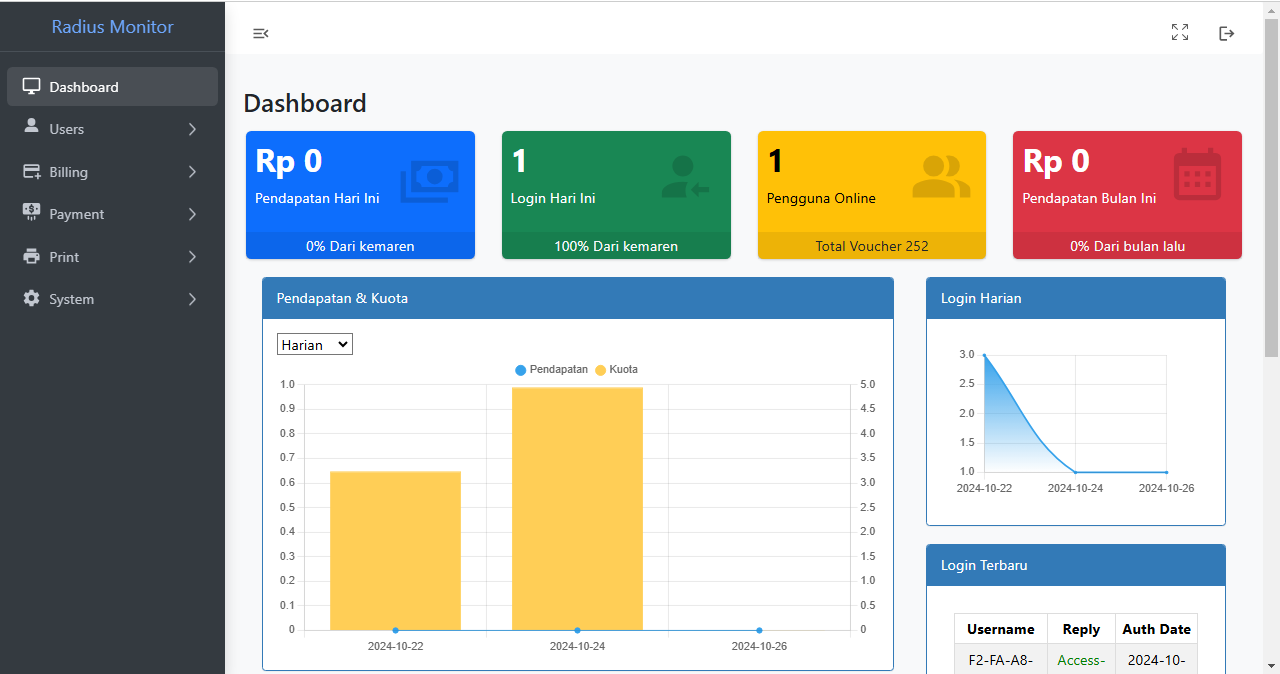 Radius Monitor
Dashboard
Users
Billing
Payment
Print
System
Dashboard
Rp 0
Pendapatan Hari Ini
0% Dari kemaren
1
Login Hari Ini
100% Dari kemaren
1
Pengguna Online
Total Voucher 252
Rp 0
Pendapatan Bulan Ini
0% Dari bulan lalu
Pendapatan & Kuota
Harian
Pendapatan Kuota
1.0 5.0
0.9 4.5
0.8 4.0
0.7 3.5
0.6 3.0
0.5 2.5
0.4 2.0
0.3 1.5
0.2 1.0
0.1 0.5
0 0
2024-10-22 2024-10-24 2024-10-26
Login Harian
3.0
2.5
2.0
1.5
1.0
2024-10-22 2024-10-24 2024-10-26
Login Terbaru
Username Reply Auth Date
F2-FA-A8- Access- 2024-10-